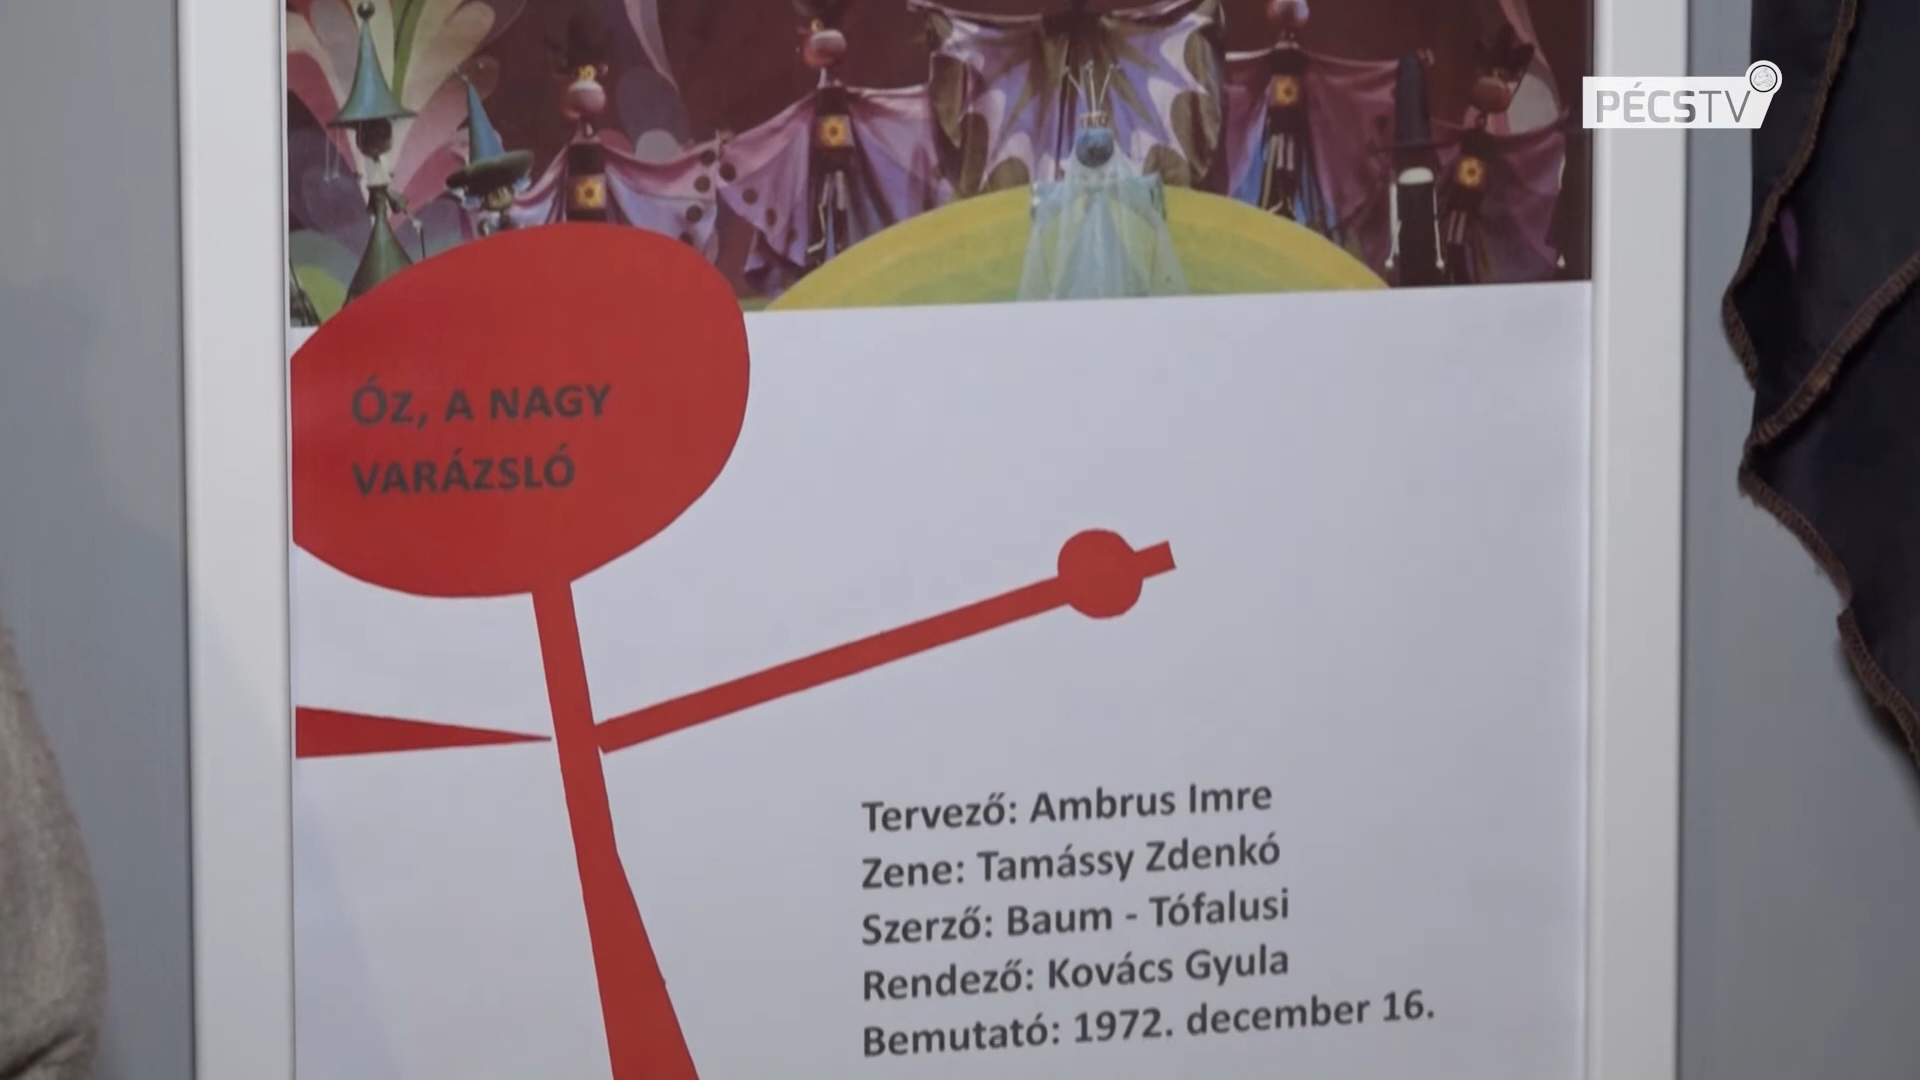 PÉCSTV
Óz, A NAGY
VARÁZSLÓ
Tervező: Ambrus Imre
Zene: Tamássy Zdenkó
Szerző: Baum - Tófalusi
Rendező: Kovács Gyula
Bemutató: 1972. december 16.